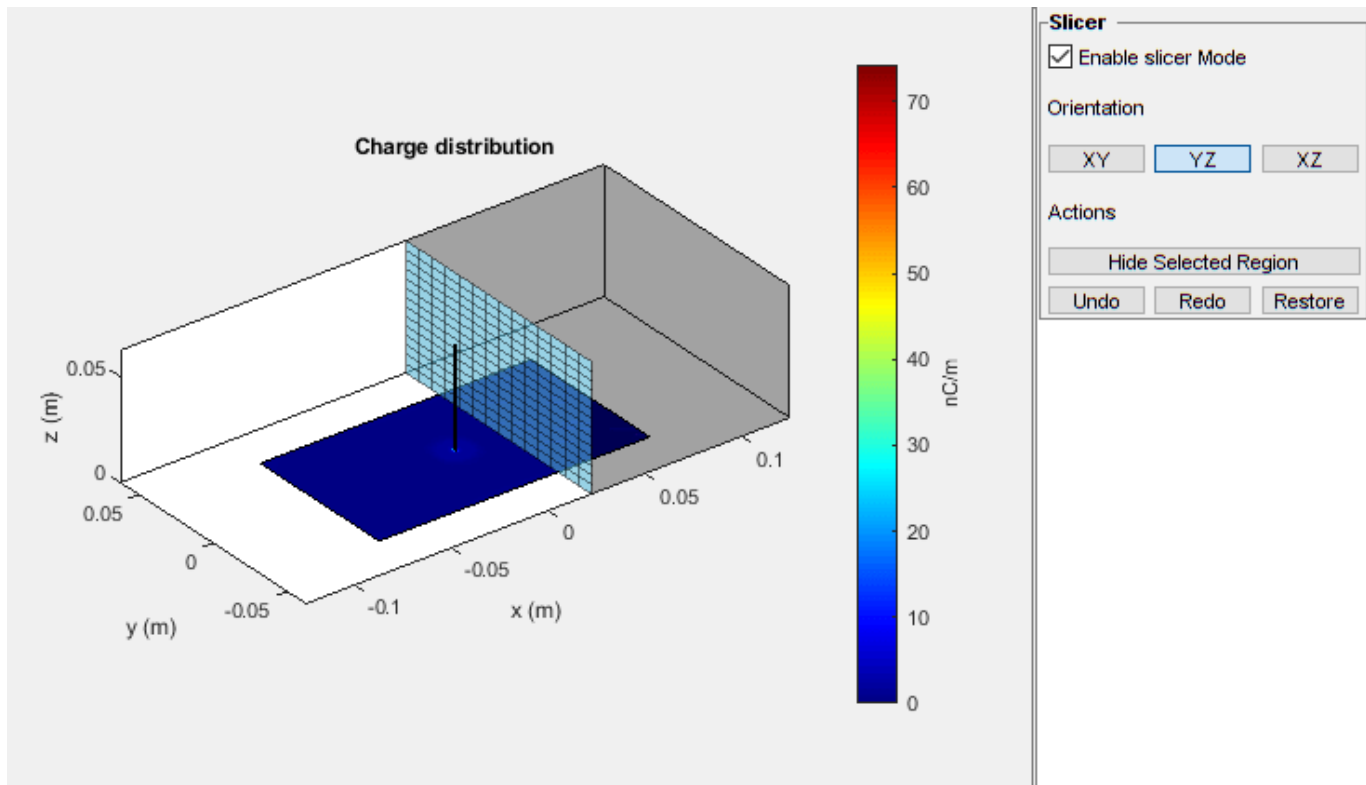 Charge distribution
z (m)
0.05
0
0.05
0
-0.05
y (m)
-0.1
-0.05
0
0.05
0.1
x (m)
70
60
50
40
30
20
10
0
nC/m
Slicer
Enable slicer Mode
Orientation
XY YZ XZ
Actions
Hide Selected Region
Undo Redo Restore